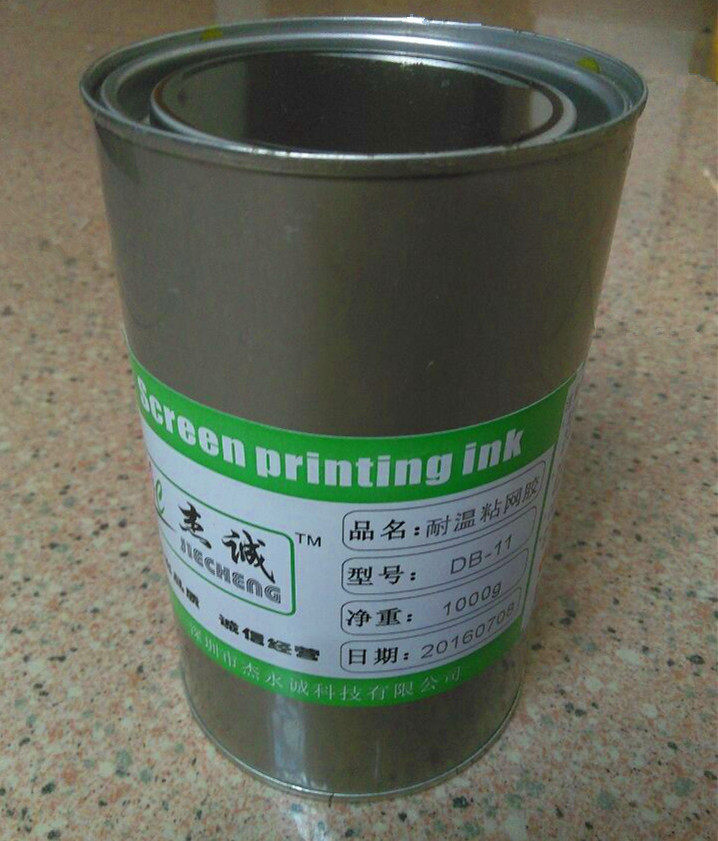 Screen printing ink
杰诚
TM
JIECHENG
品质 诚信经营
品名:耐温粘网胶
型号: DB-11
净重: 1000g
日期: 20160708
深圳市杰永诚科技有限公司